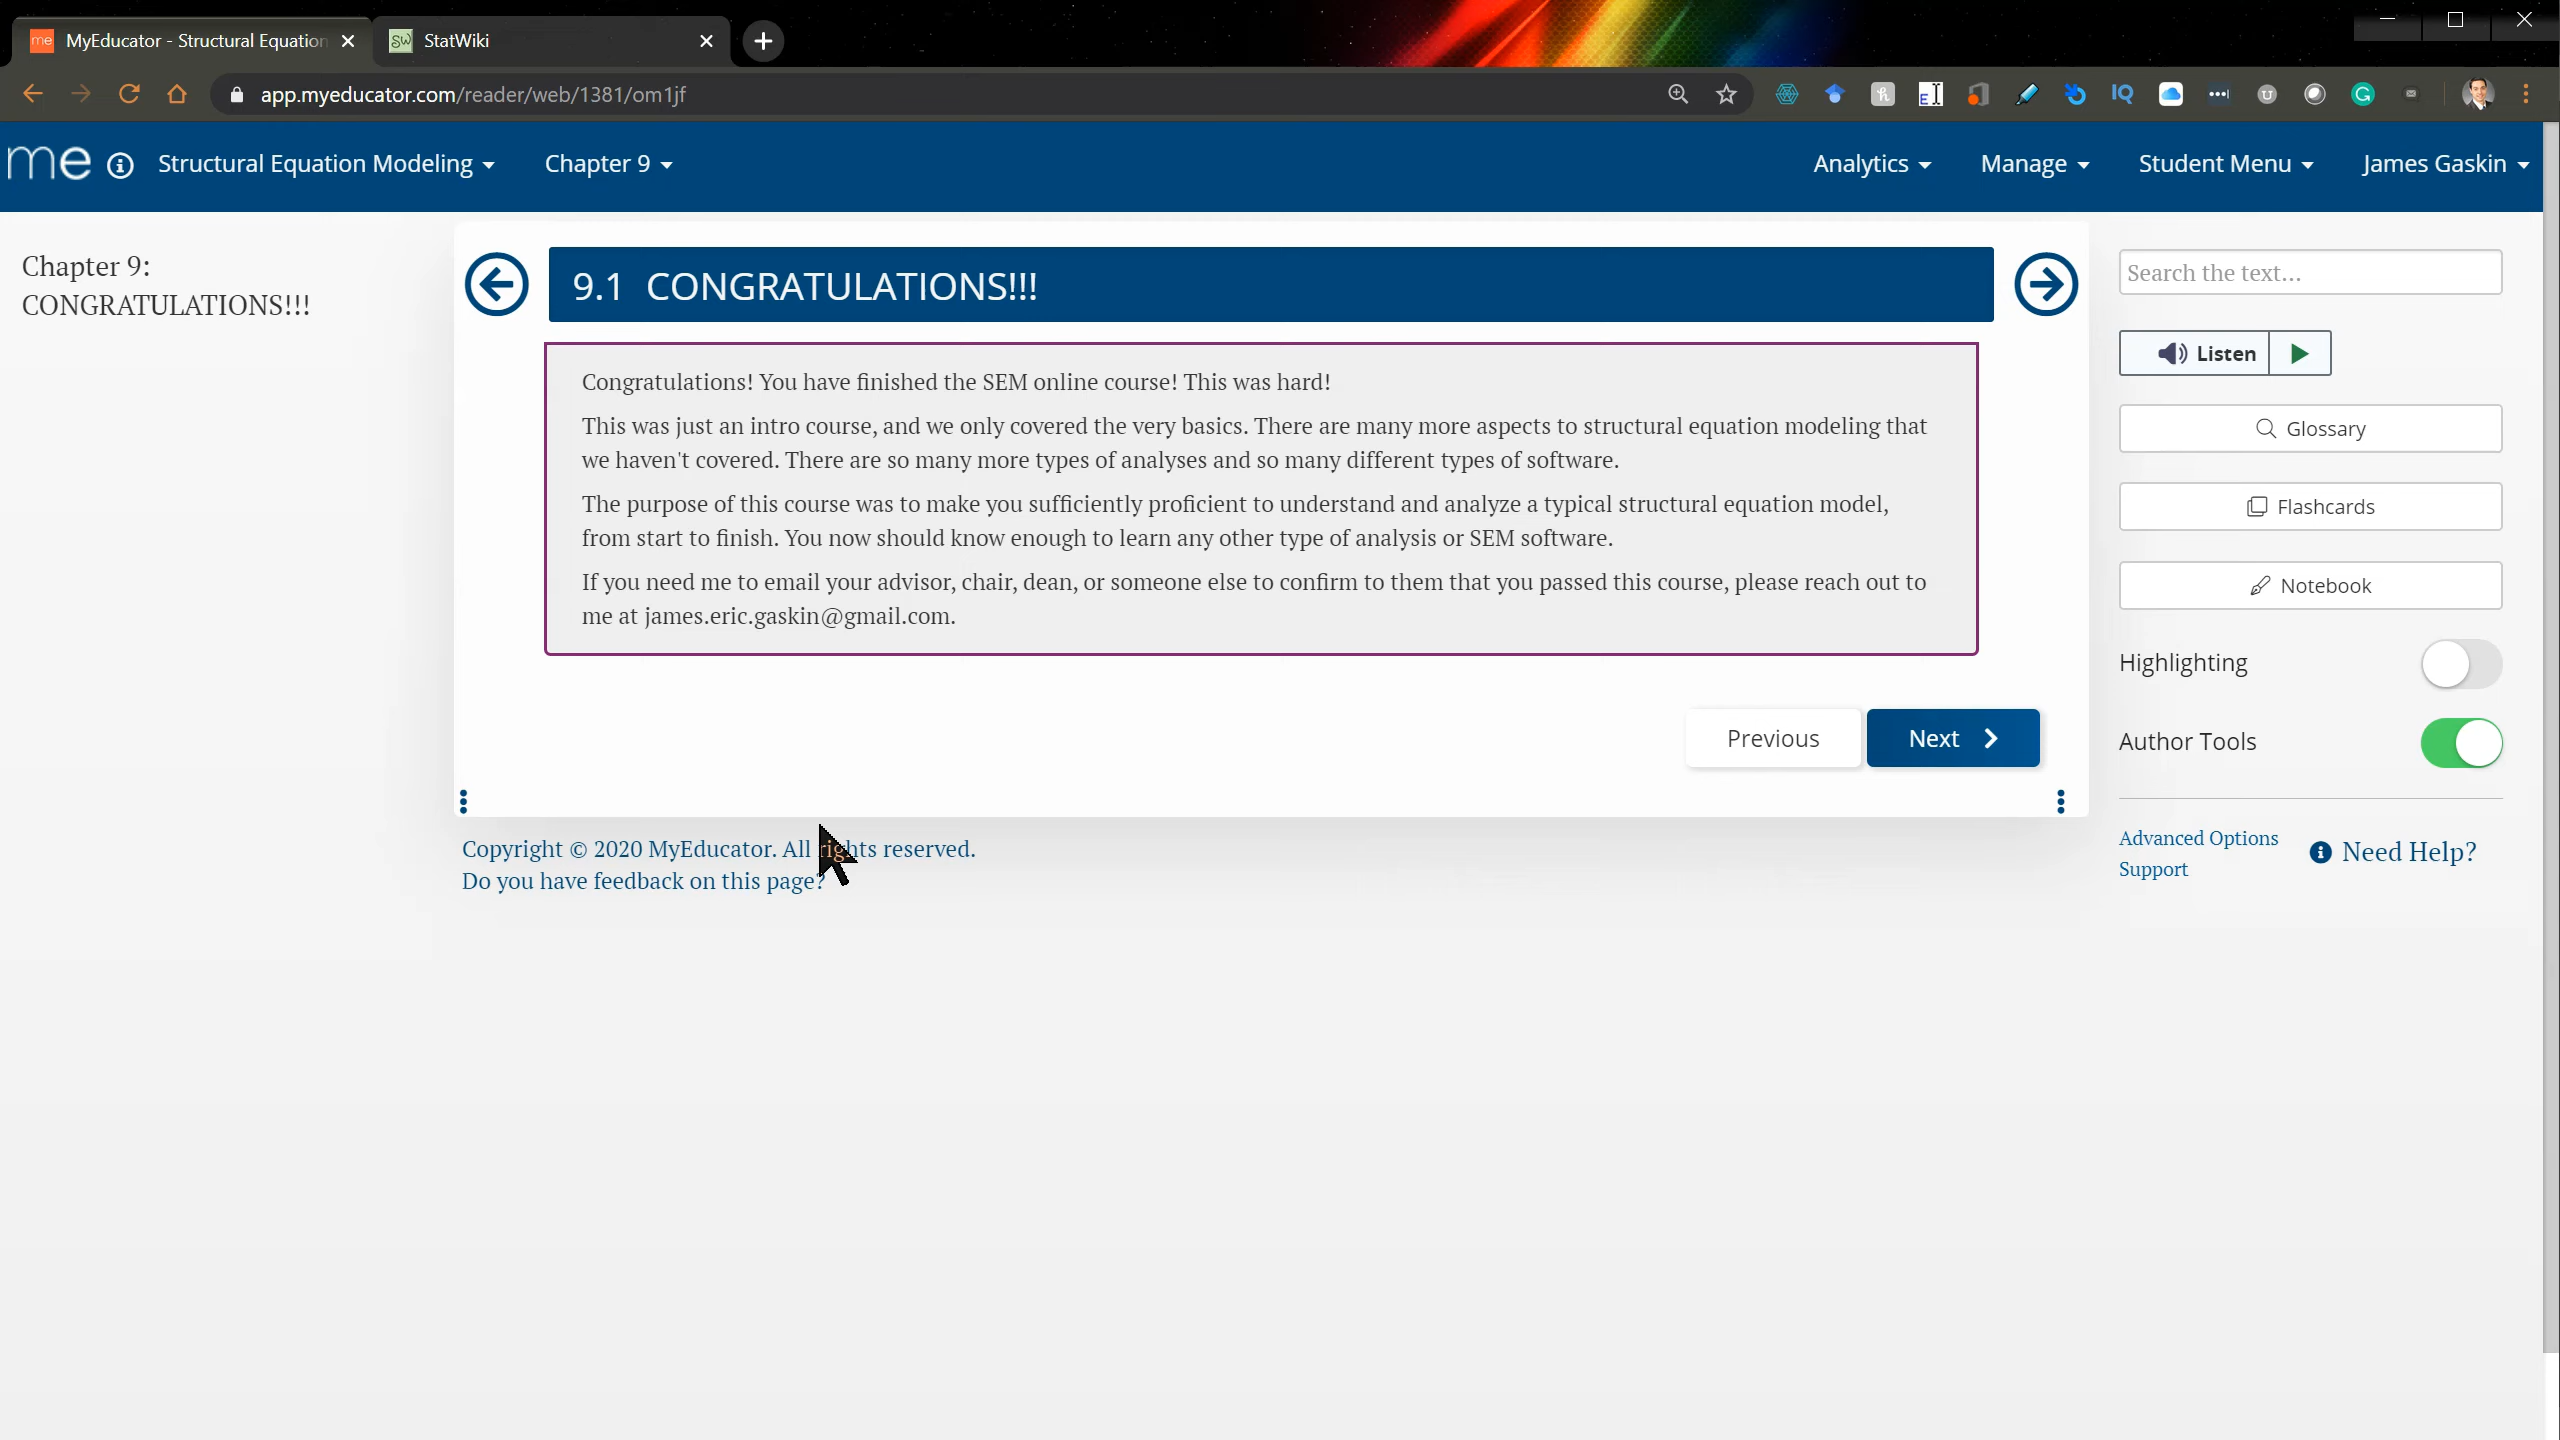 MyEducator - Structural Equation
StatWiki
app.myeducator.com/reader/web/1381/om1jf
me
Structural Equation Modeling
Chapter 9
Analytics
Manage
Student Menu
James Gaskin
Chapter 9:
CONGRATULATIONS!!!
9.1 CONGRATULATIONS!!!
Congratulations! You have finished the SEM online course! This was hard!
This was just an intro course, and we only covered the very basics. There are many more aspects to structural equation modeling that
we haven't covered. There are so many more types of analyses and so many different types of software.
The purpose of this course was to make you sufficiently proficient to understand and analyze a typical structural equation model,
from start to finish. You now should know enough to learn any other type of analysis or SEM software.
If you need me to email your advisor, chair, dean, or someone else to confirm to them that you passed this course, please reach out to
me at james.eric.gaskin@gmail.com.
Previous
Next
Copyright © 2020 MyEducator. All rights reserved.
Do you have feedback on this page?
Search the text...
Listen
Glossary
Flashcards
Notebook
Highlighting
Author Tools
Advanced Options
Support
Need Help?